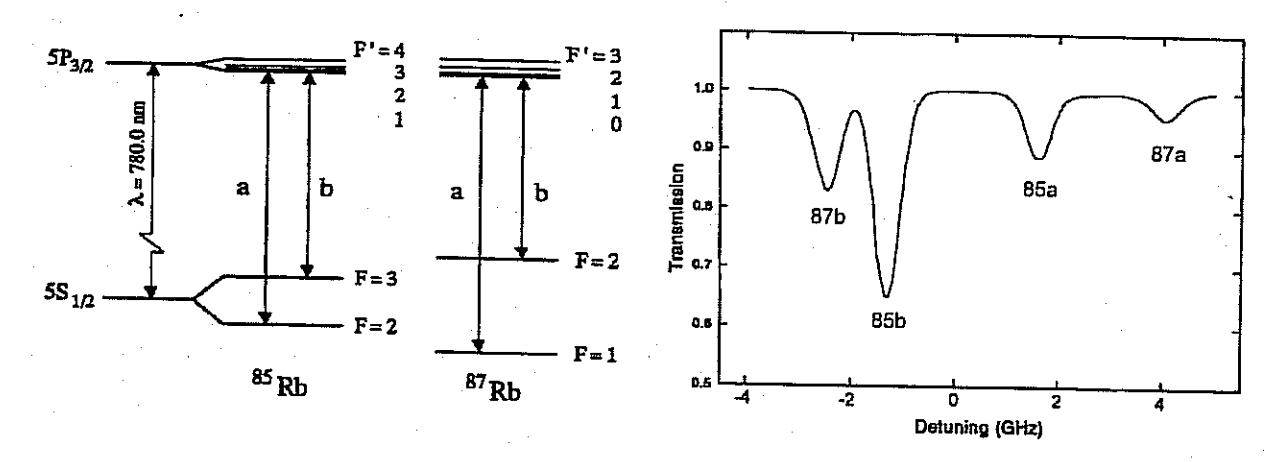 5P3/2
F'=4
3
2
1
λ = 780.0 nm
a
b
5S 1/2
F=3
F=2
85Rb
F'=3
2
1
0
a
b
F=2
F=1
87Rb
1.0
0.9
0.8
0.7
0.6
0.5
Transmission
87b
85b
85a
87a
-4 -2 0 2 4
Detuning (GHz)